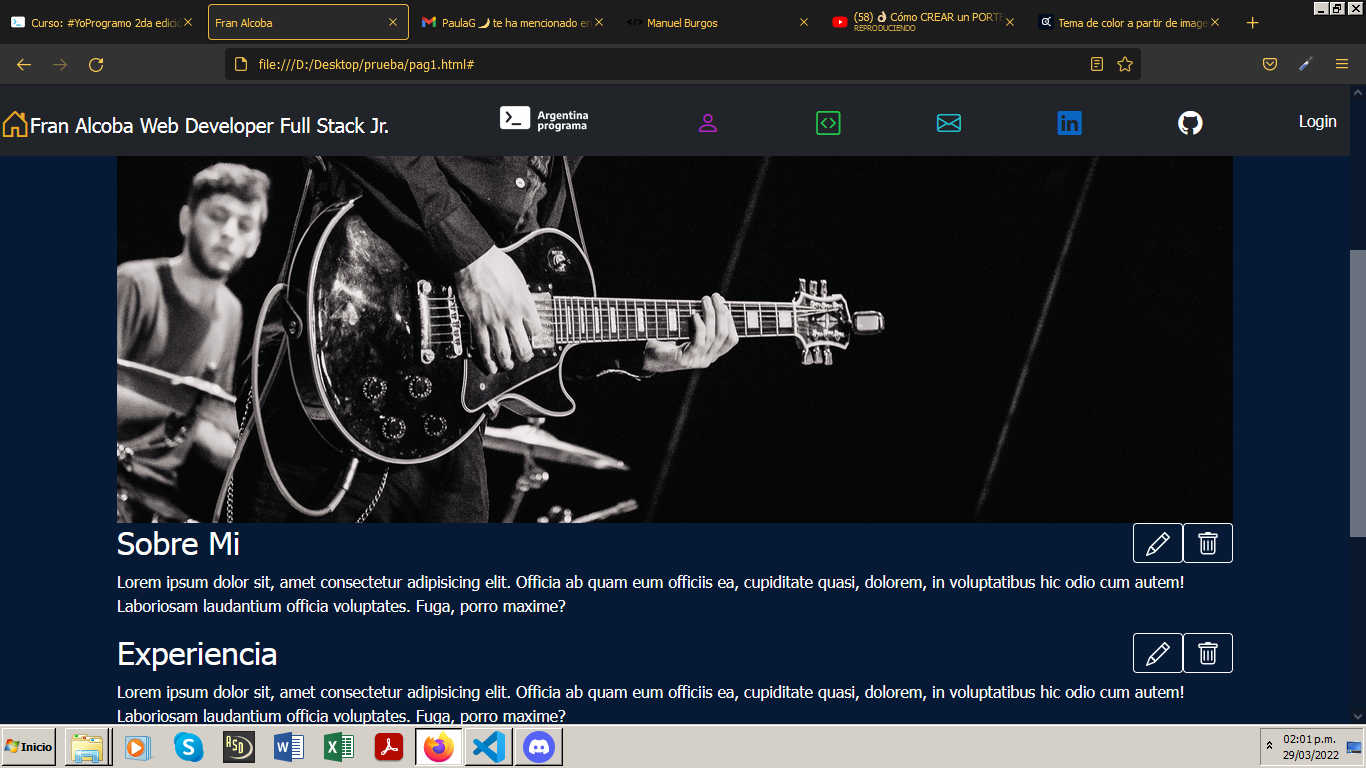 Curso: #YoProgramo 2da edició
Fran Alcoba
PaulaG 🌙 te ha mencionado en
Manuel Burgos
(58) 👌 Cómo CREAR un PORTF
REPRODUCIENDO
Tema de color a partir de image
file:///D:/Desktop/prueba/pag1.html#
Fran Alcoba Web Developer Full Stack Jr.
Argentina
programa
Login
Sobre Mi
Lorem ipsum dolor sit, amet consectetur adipisicing elit. Officia ab quam eum officiis ea, cupiditate quasi, dolorem, in voluptatibus hic odio cum autem!
Laboriosam laudantium officia voluptates. Fuga, porro maxime?
Experiencia
Lorem ipsum dolor sit, amet consectetur adipisicing elit. Officia ab quam eum officiis ea, cupiditate quasi, dolorem, in voluptatibus hic odio cum autem!
Laboriosam laudantium officia voluptates. Fuga, porro maxime?
Inicio
ASD
02:01 p.m.
29/03/2022